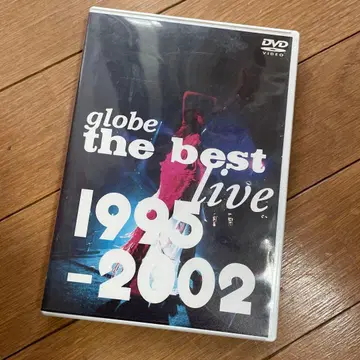 DVD
VIDEO
globe
the best
live
1995
-2002